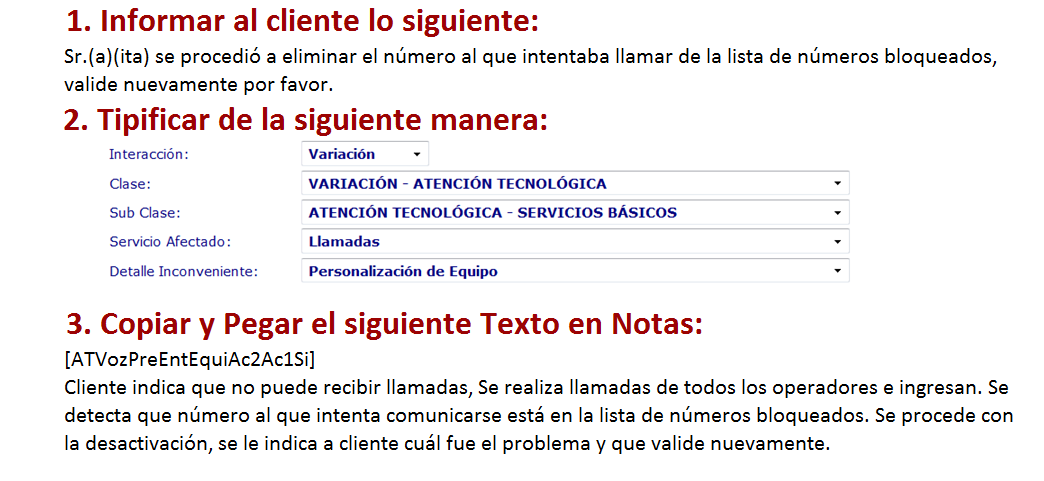 1. Informar al cliente lo siguiente:
Sr.(a)(ita) se procedió a eliminar el número al que intentaba llamar de la lista de números bloqueados,
valide nuevamente por favor.
2. Tipificar de la siguiente manera:
Interacción: Variación
Clase: VARIACIÓN - ATENCIÓN TECNOLÓGICA
Sub Clase: ATENCIÓN TECNOLÓGICA - SERVICIOS BÁSICOS
Servicio Afectado: Llamadas
Detalle Inconveniente: Personalización de Equipo
3. Copiar y Pegar el siguiente Texto en Notas:
[ATVozPreEntEquiAc2Ac1Si]
Cliente indica que no puede recibir llamadas, Se realiza llamadas de todos los operadores e ingresan. Se
detecta que número al que intenta comunicarse está en la lista de números bloqueados. Se procede con
la desactivación, se le indica a cliente cuál fue el problema y que valide nuevamente.